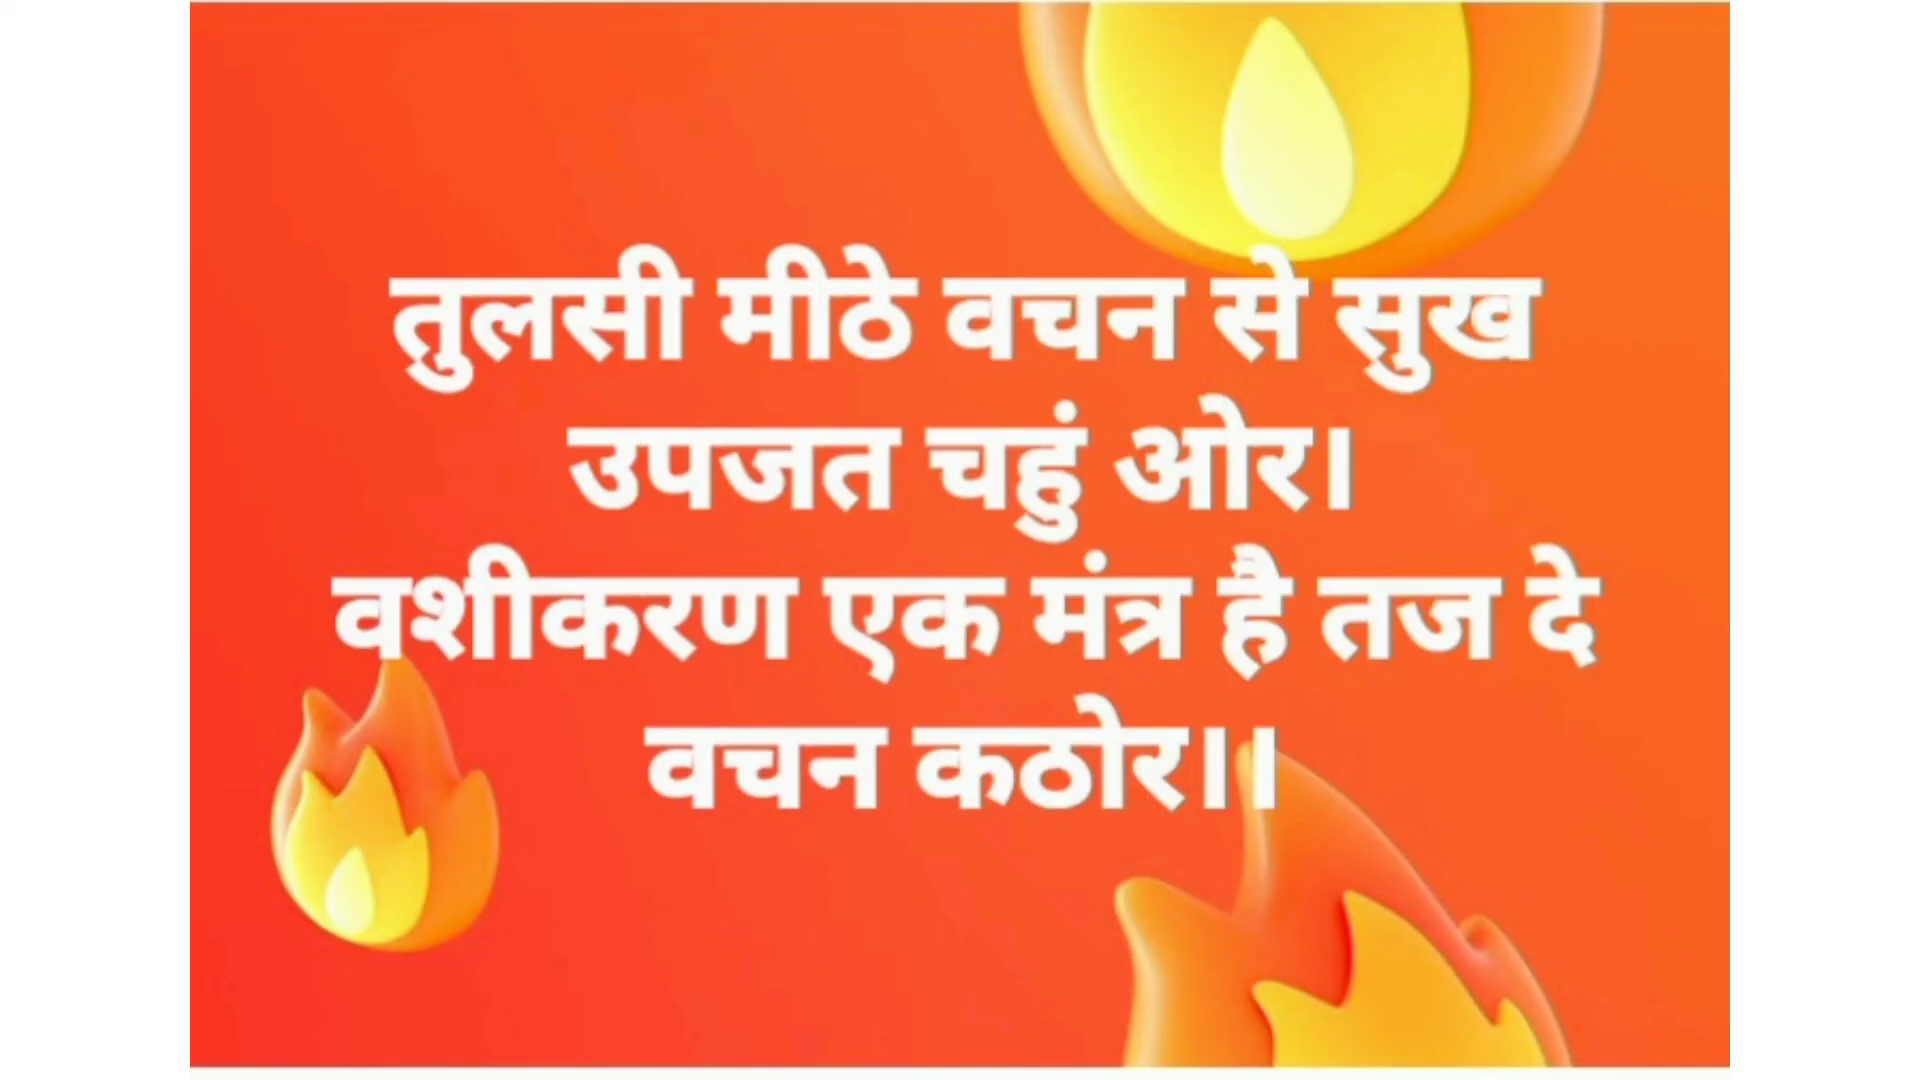 तुलसी मीठे वचन से सुख
उपजत चहुं ओर।
वशीकरण एक मंत्र है तज दे
वचन कठोर।।